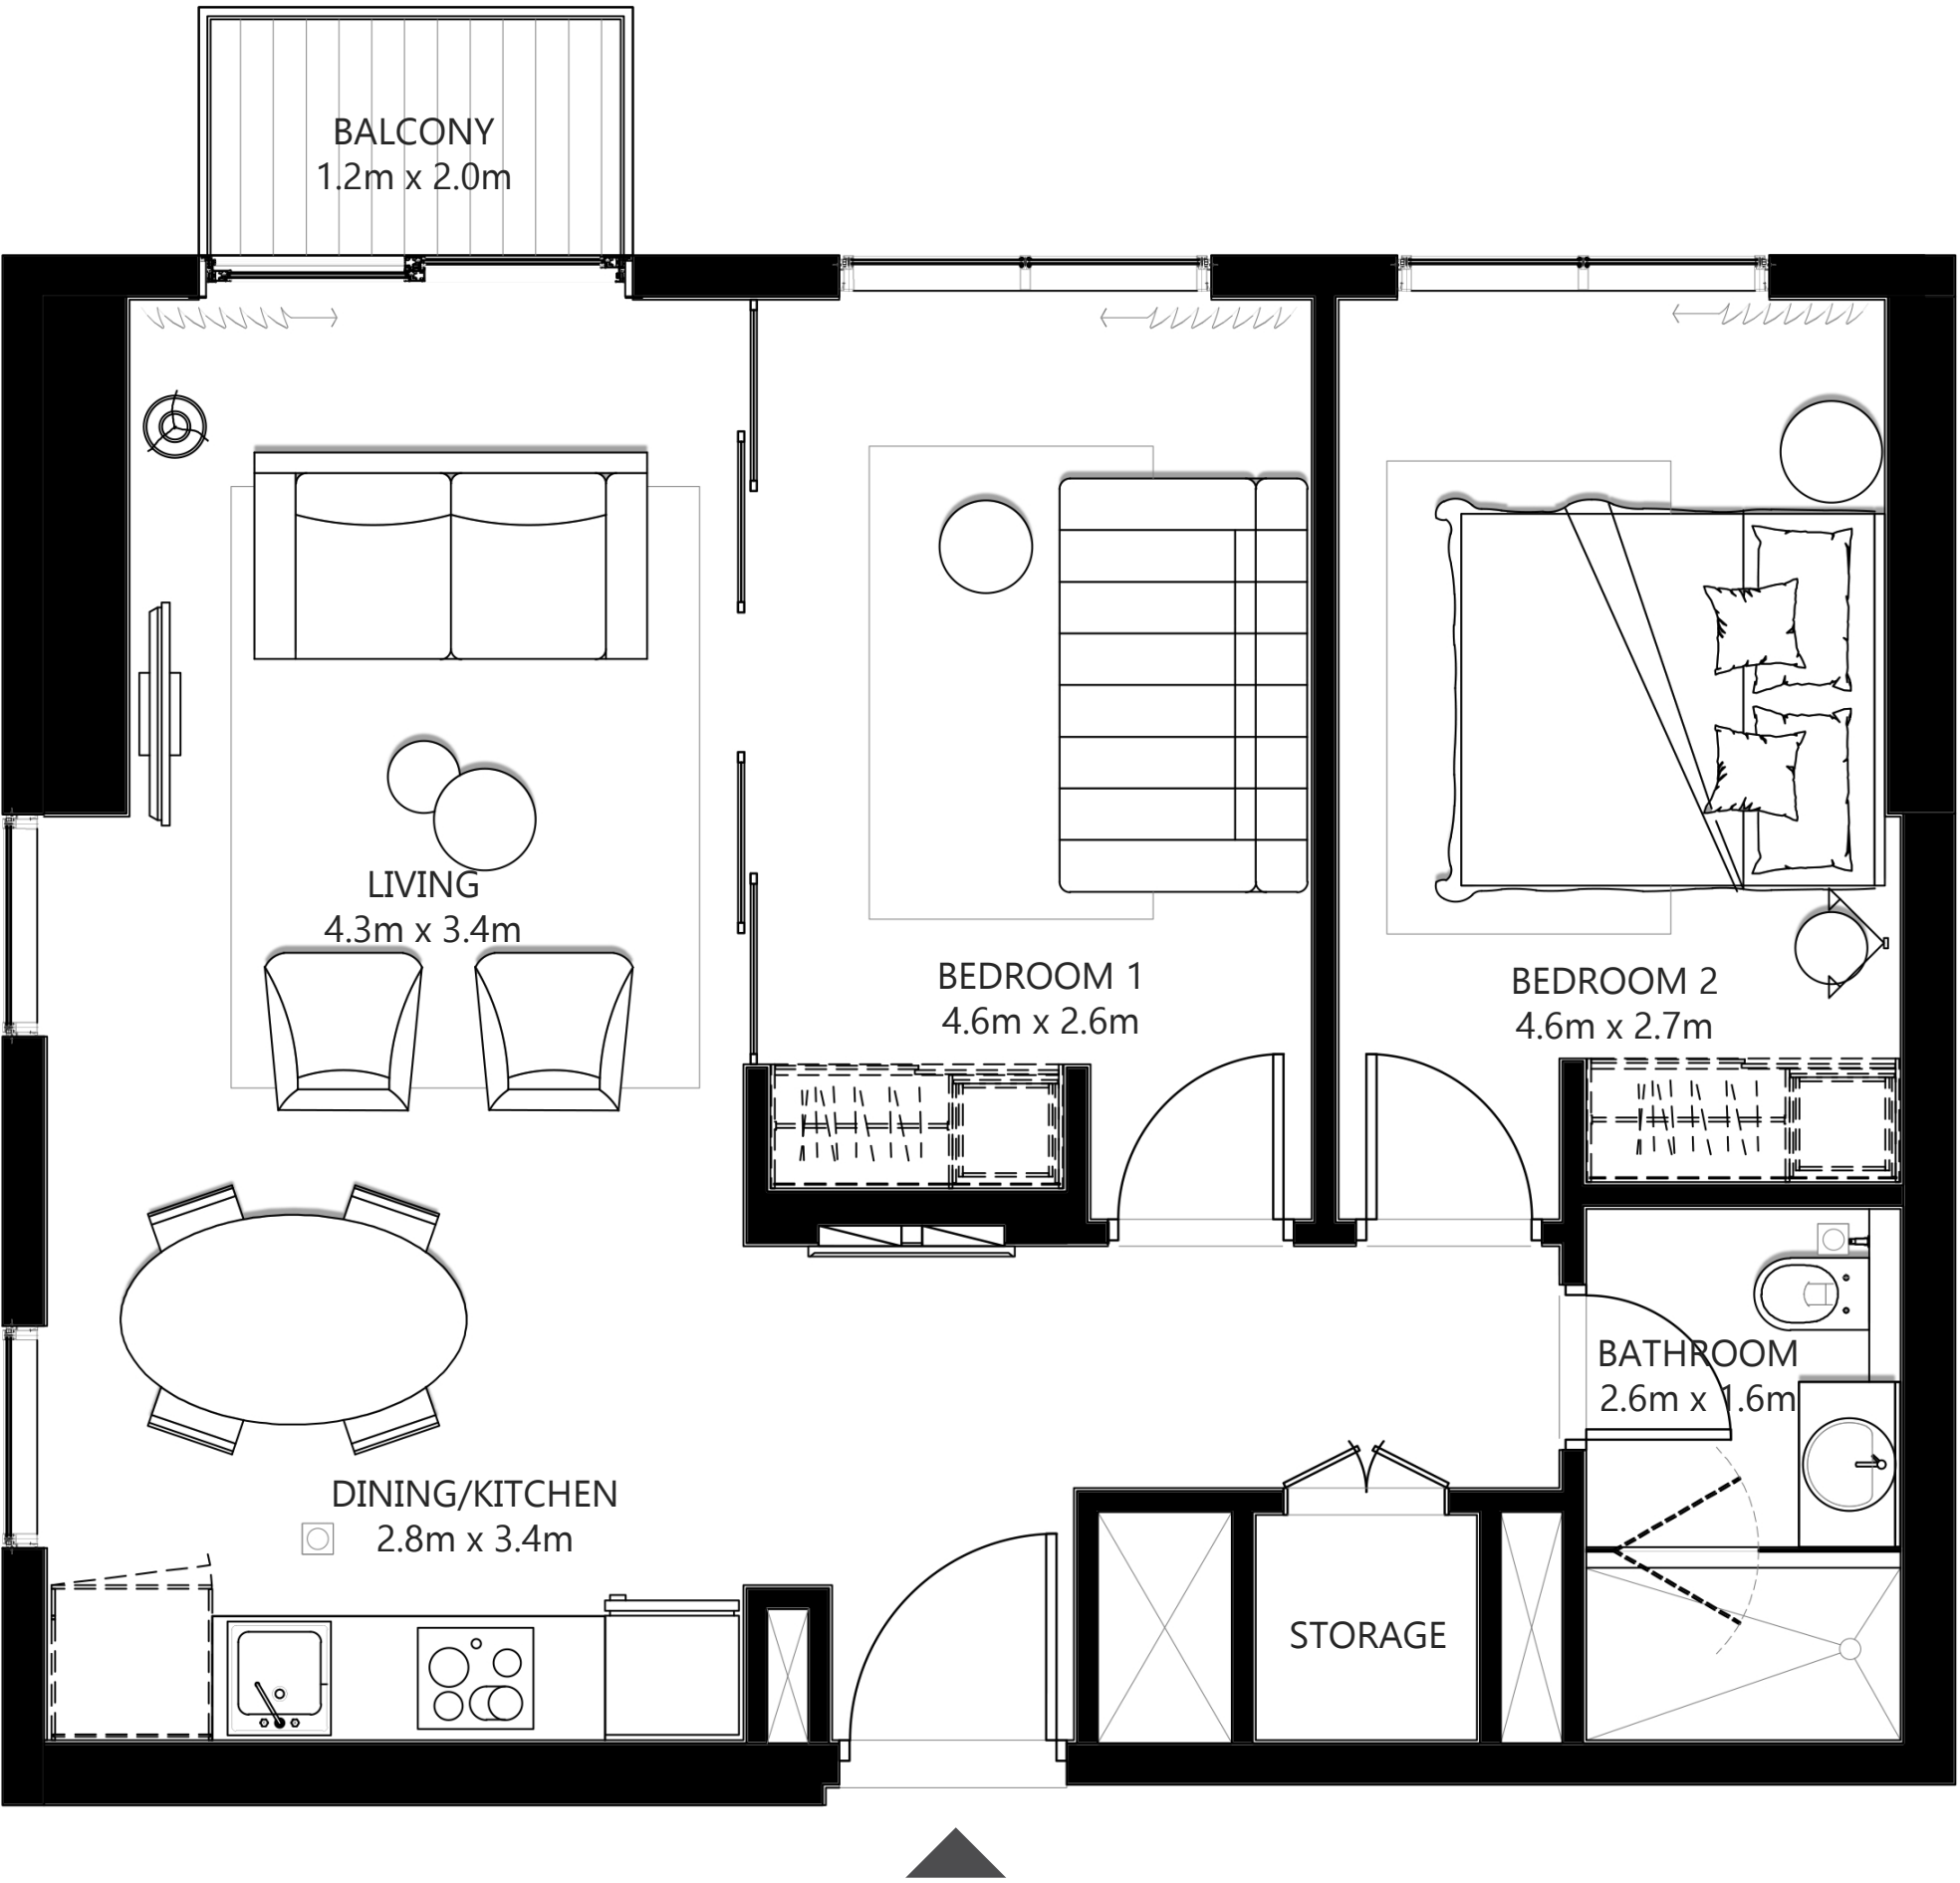 BALCONY
1.2m x 2.0m
LIVING
4.3m x 3.4m
BEDROOM 1
4.6m x 2.6m
BEDROOM 2
4.6m x 2.7m
BATHROOM
2.6m x 1.6m
DINING/KITCHEN
2.8m x 3.4m
STORAGE